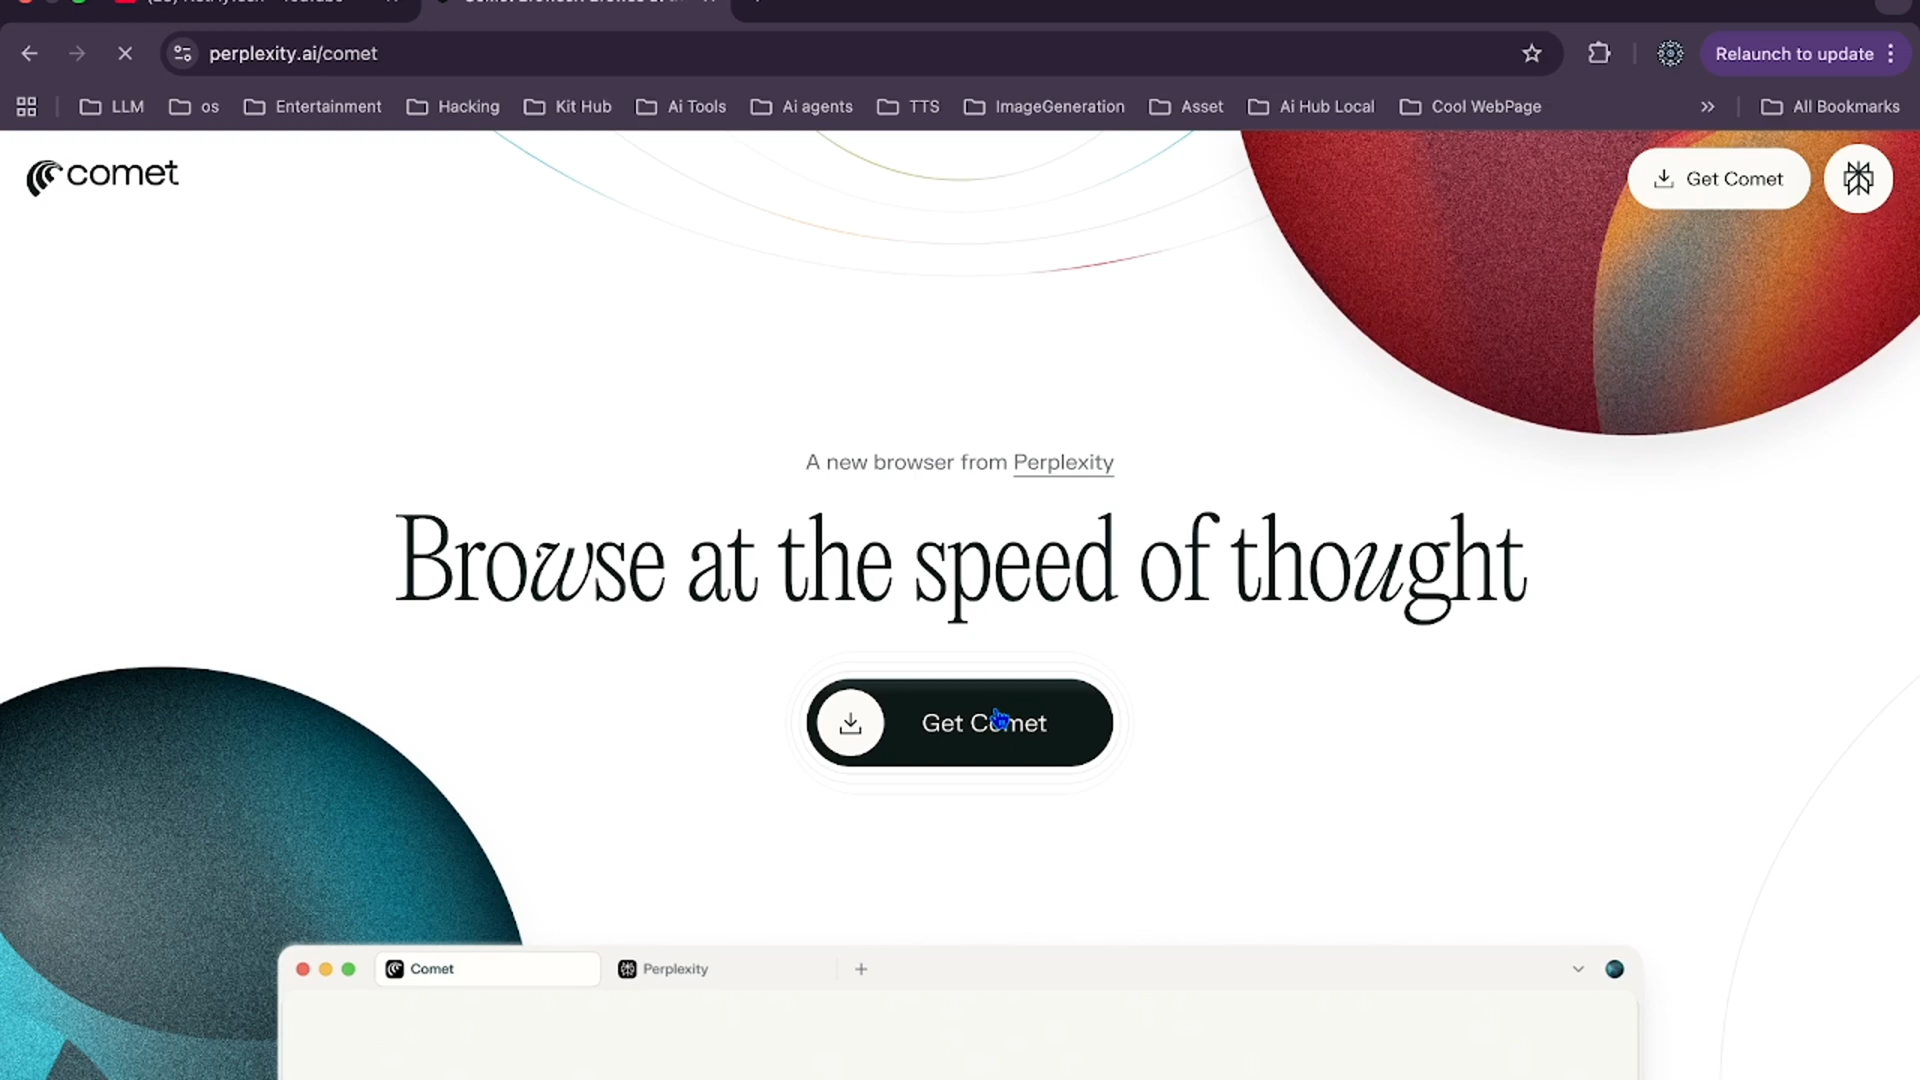 perplexity.ai/comet
Relaunch to update
LLM
os
Entertainment
Hacking
Kit Hub
Ai Tools
Ai agents
TTS
ImageGeneration
Asset
Ai Hub Local
Cool WebPage
All Bookmarks
comet
Get Comet
A new browser from Perplexity
Browse at the speed of thought
Get Comet
Comet
Perplexity